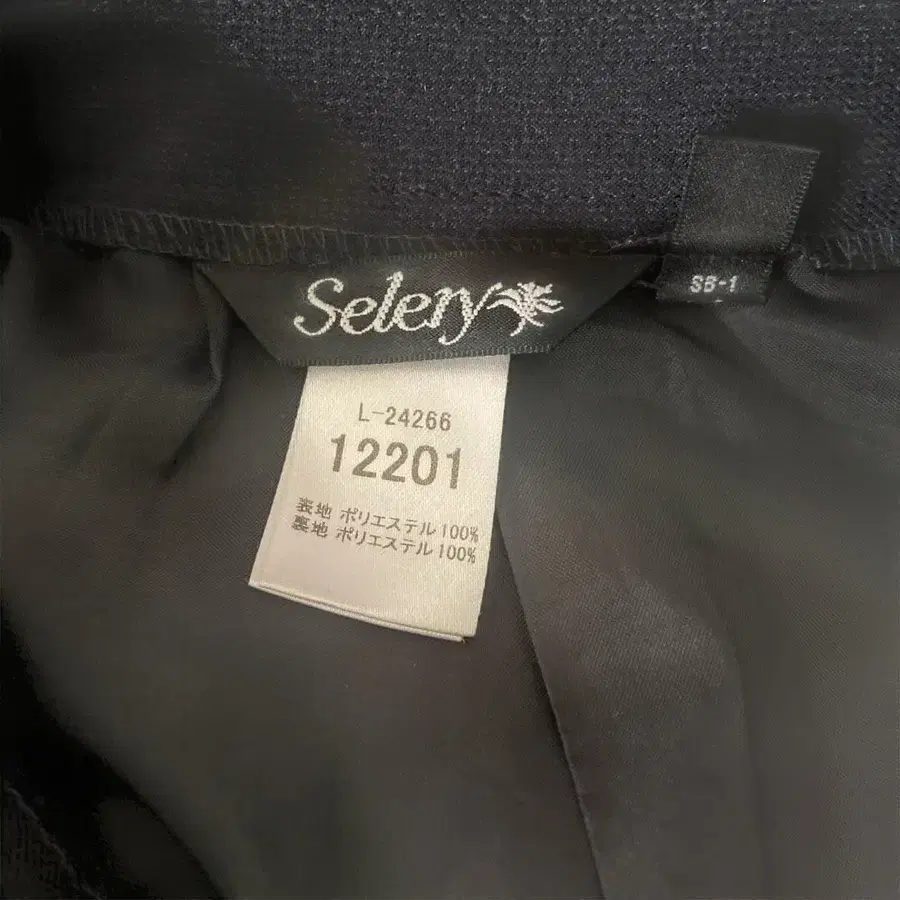 Selery
SB-1
L-24266
12201
表地 ポリエステル100%
裏地 ポリエステル100%